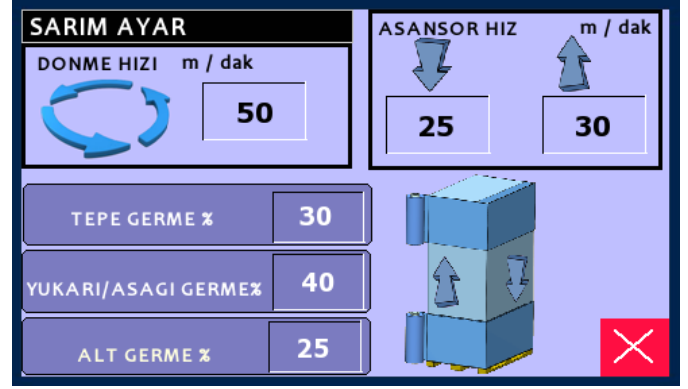 SARIM AYAR
DONME HIZI m / dak
50
ASANSOR HIZ m / dak
25 30
TEPE GERME % 30
YUKARI/ASAGI GERME% 40
ALT GERME % 25